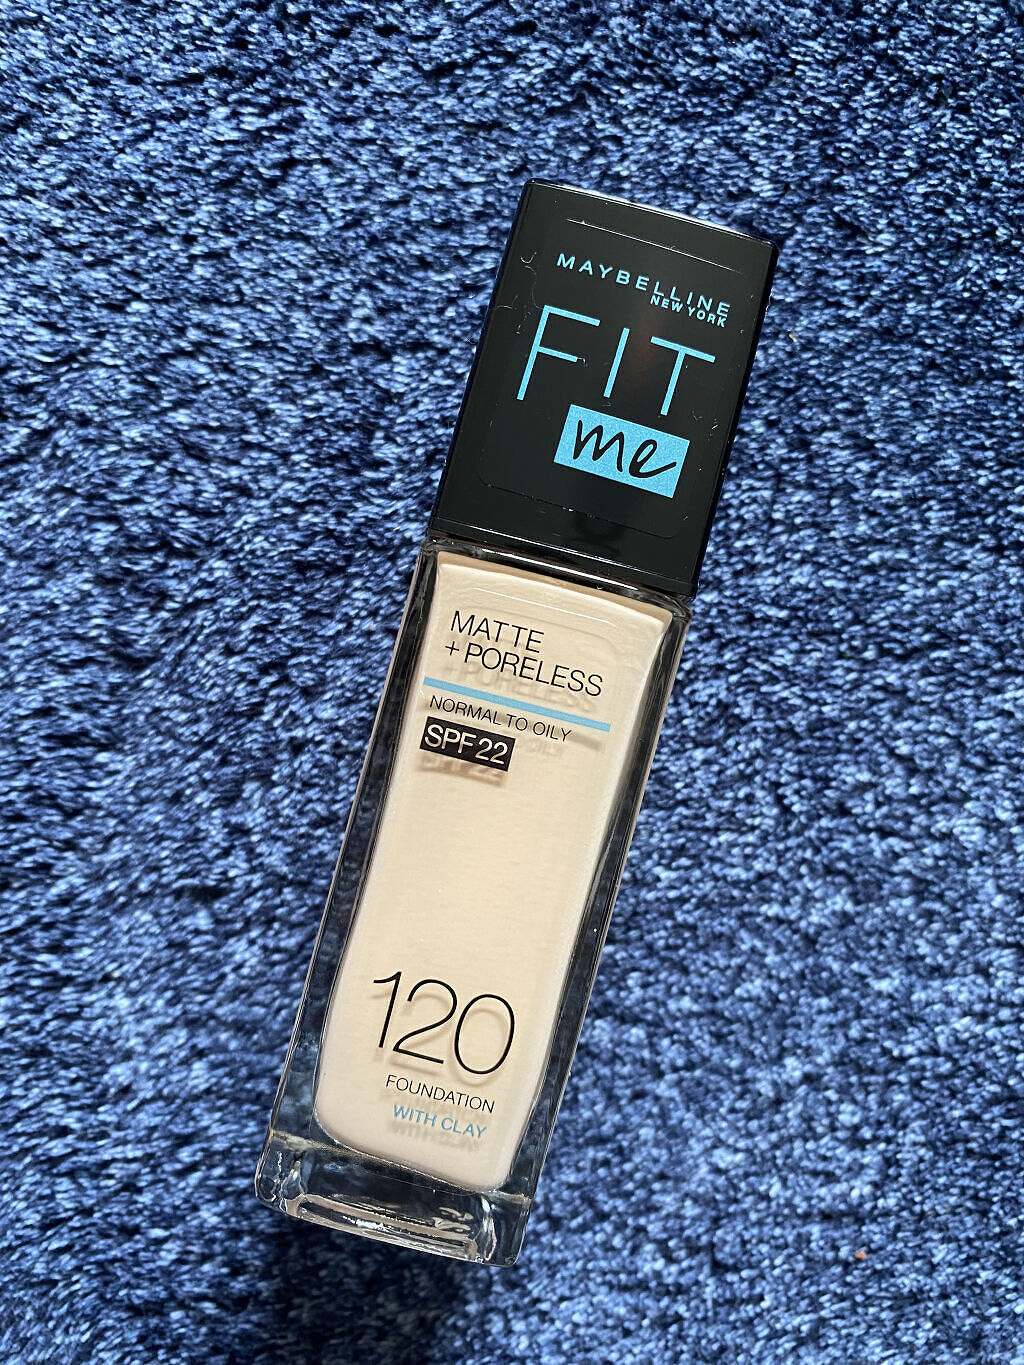 MAYBELLINE
NEW YORK
FIT
me
MATTE
+ PORELESS
NORMAL TO OILY
SPF 22
120
FOUNDATION
WITH CLAY